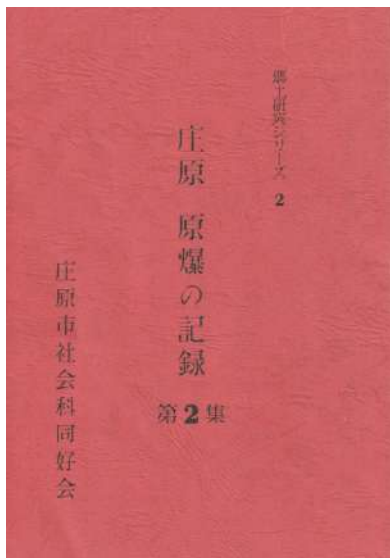 郷土研究シリーズ 2
庄原 原爆の記録
第2集
庄原市社会科同好会